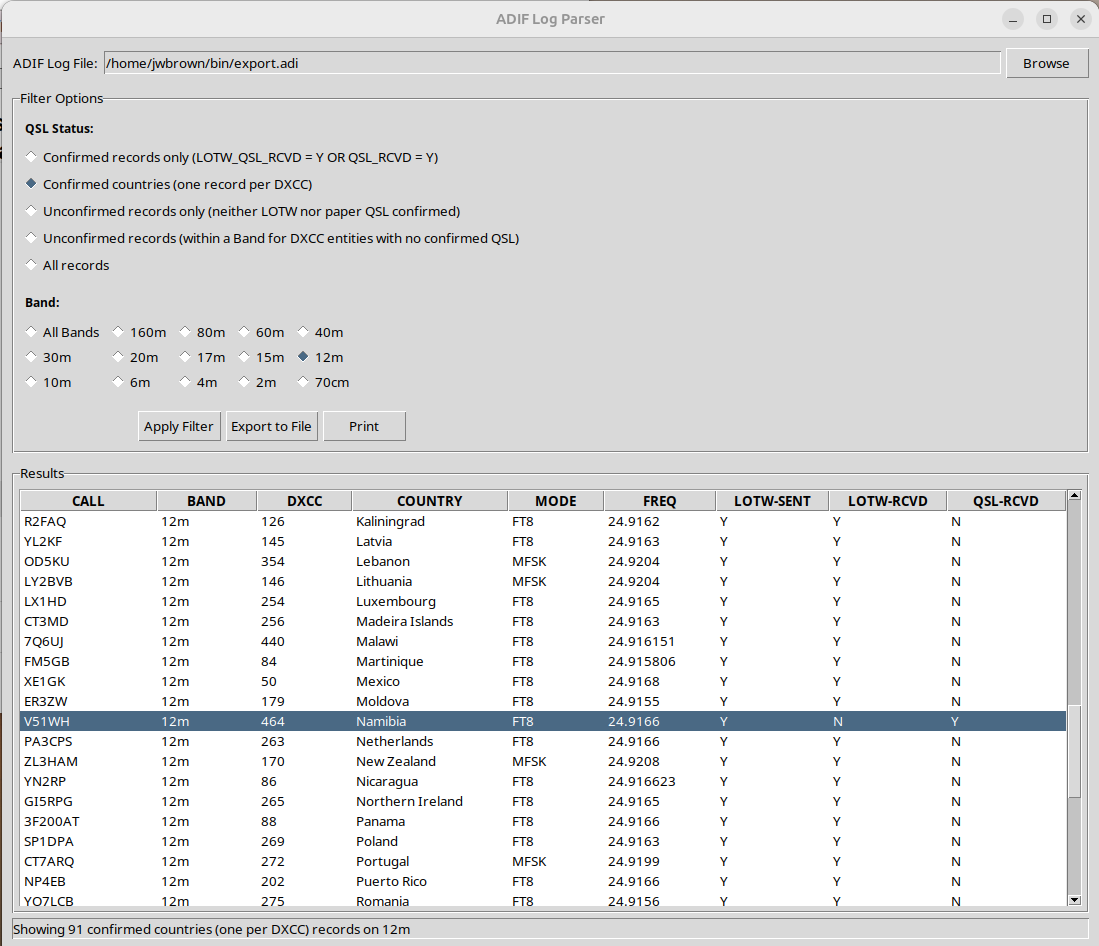 ADIF Log Parser
ADIF Log File: /home/jwbrown/bin/export.adi Browse
Filter Options
QSL Status:
Confirmed records only (LOTW_QSL_RCVD = Y OR QSL_RCVD = Y)
Confirmed countries (one record per DXCC)
Unconfirmed records only (neither LOTW nor paper QSL confirmed)
Unconfirmed records (within a Band for DXCC entities with no confirmed QSL)
All records
Band:
All Bands 160m 80m 60m 40m
30m 20m 17m 15m 12m
10m 6m 4m 2m 70cm
Apply Filter Export to File Print
Results
CALL BAND DXCC COUNTRY MODE FREQ LOTW-SENT LOTW-RCVD QSL-RCVD
R2FAQ 12m 126 Kaliningrad FT8 24.9162 Y Y N
YL2KF 12m 145 Latvia FT8 24.9163 Y Y N
OD5KU 12m 354 Lebanon MFSK 24.9204 Y Y N
LY2BVB 12m 146 Lithuania MFSK 24.9204 Y Y N
LX1HD 12m 254 Luxembourg FT8 24.9165 Y Y N
CT3MD 12m 256 Madeira Islands FT8 24.9163 Y Y N
7Q6UJ 12m 440 Malawi FT8 24.916151 Y Y N
FM5GB 12m 84 Martinique FT8 24.915806 Y Y N
XE1GK 12m 50 Mexico FT8 24.9168 Y Y N
ER3ZW 12m 179 Moldova FT8 24.9155 Y Y N
V51WH 12m 464 Namibia FT8 24.9166 Y N Y
PA3CPS 12m 263 Netherlands FT8 24.9166 Y Y N
ZL3HAM 12m 170 New Zealand MFSK 24.9208 Y Y N
YN2RP 12m 86 Nicaragua FT8 24.916623 Y Y N
GI5RPG 12m 265 Northern Ireland FT8 24.9165 Y Y N
3F200AT 12m 88 Panama FT8 24.9166 Y Y N
SP1DPA 12m 269 Poland FT8 24.9163 Y Y N
CT7ARQ 12m 272 Portugal MFSK 24.9199 Y Y N
NP4EB 12m 202 Puerto Rico FT8 24.9166 Y Y N
YO7LCB 12m 275 Romania FT8 24.9156 Y Y N
Showing 91 confirmed countries (one per DXCC) records on 12m